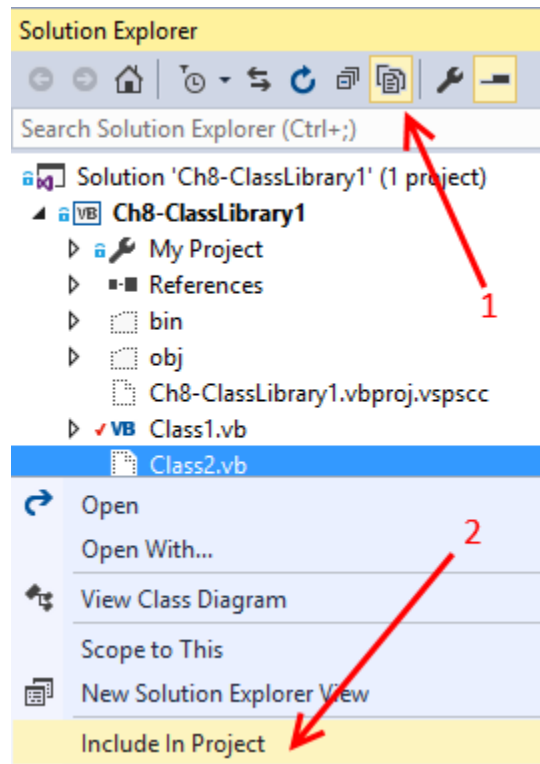 Solution Explorer
Search Solution Explorer (Ctrl+;)
Solution 'Ch8-ClassLibrary1' (1 project)
VB Ch8-ClassLibrary1
My Project
References
1
bin
obj
Ch8-ClassLibrary1.vbproj.vspscc
VB Class1.vb
Class2.vb
Open
2
Open With...
View Class Diagram
Scope to This
New Solution Explorer View
Include In Project